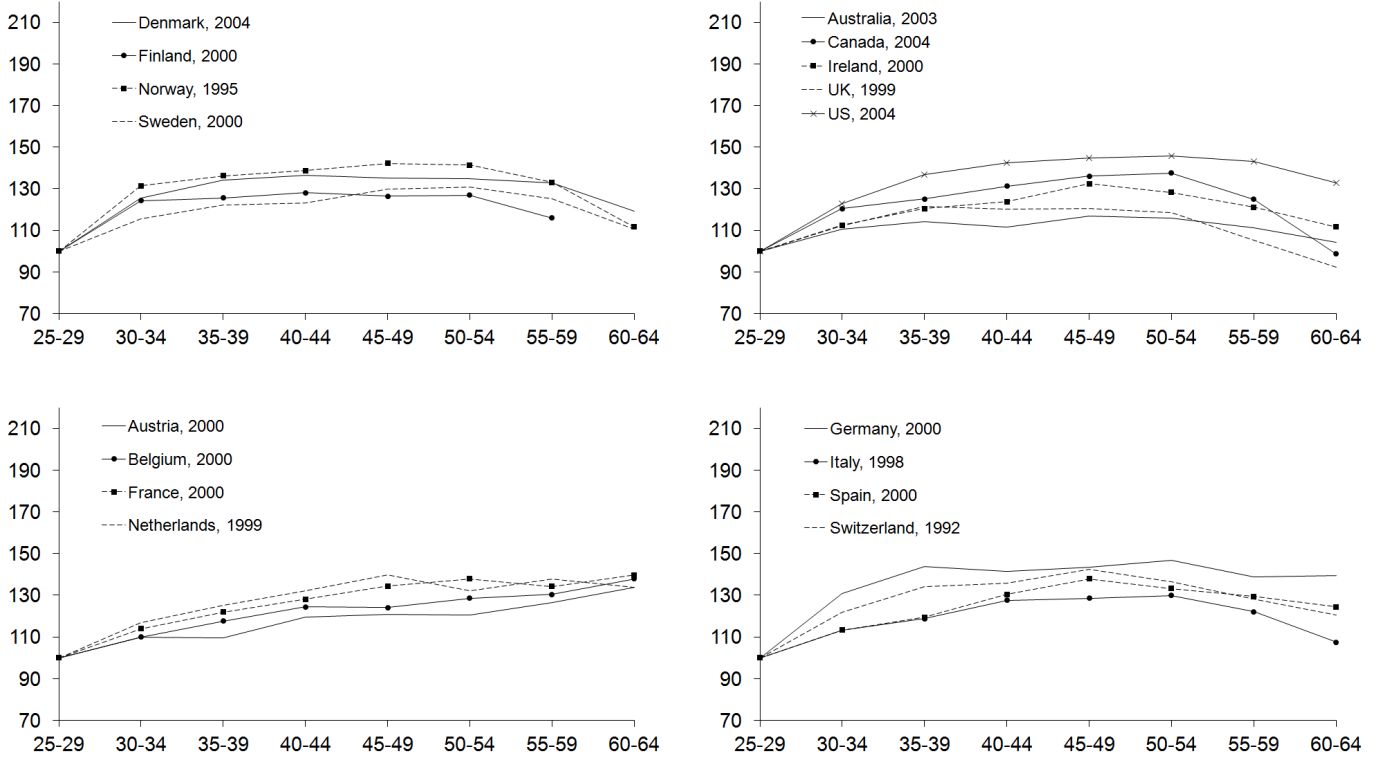 210
190
170
150
130
110
90
70
25-29 30-34 35-39 40-44 45-49 50-54 55-59 60-64
Denmark, 2004
Finland, 2000
Norway, 1995
Sweden, 2000
210
190
170
150
130
110
90
70
25-29 30-34 35-39 40-44 45-49 50-54 55-59 60-64
Australia, 2003
Canada, 2004
Ireland, 2000
UK, 1999
US, 2004
210
190
170
150
130
110
90
70
25-29 30-34 35-39 40-44 45-49 50-54 55-59 60-64
Austria, 2000
Belgium, 2000
France, 2000
Netherlands, 1999
210
190
170
150
130
110
90
70
25-29 30-34 35-39 40-44 45-49 50-54 55-59 60-64
Germany, 2000
Italy, 1998
Spain, 2000
Switzerland, 1992